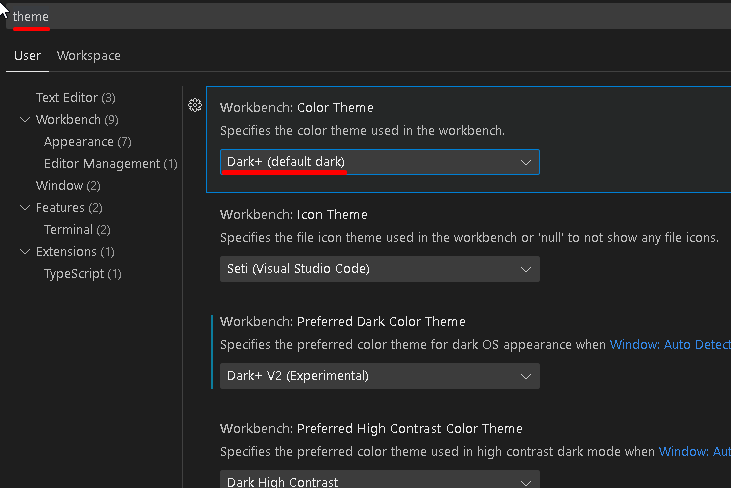 theme
User Workspace
Text Editor (3)
Workbench (9)
Appearance (7)
Editor Management (1)
Window (2)
Features (2)
Terminal (2)
Extensions (1)
TypeScript (1)
Workbench: Color Theme
Specifies the color theme used in the workbench.
Dark+ (default dark)
Workbench: Icon Theme
Specifies the file icon theme used in the workbench or 'null' to not show any file icons.
Seti (Visual Studio Code)
Workbench: Preferred Dark Color Theme
Specifies the preferred color theme for dark OS appearance when Window: Auto Detect
Dark+ V2 (Experimental)
Workbench: Preferred High Contrast Color Theme
Specifies the preferred color theme used in high contrast dark mode when Window: Aut
Dark High Contrast